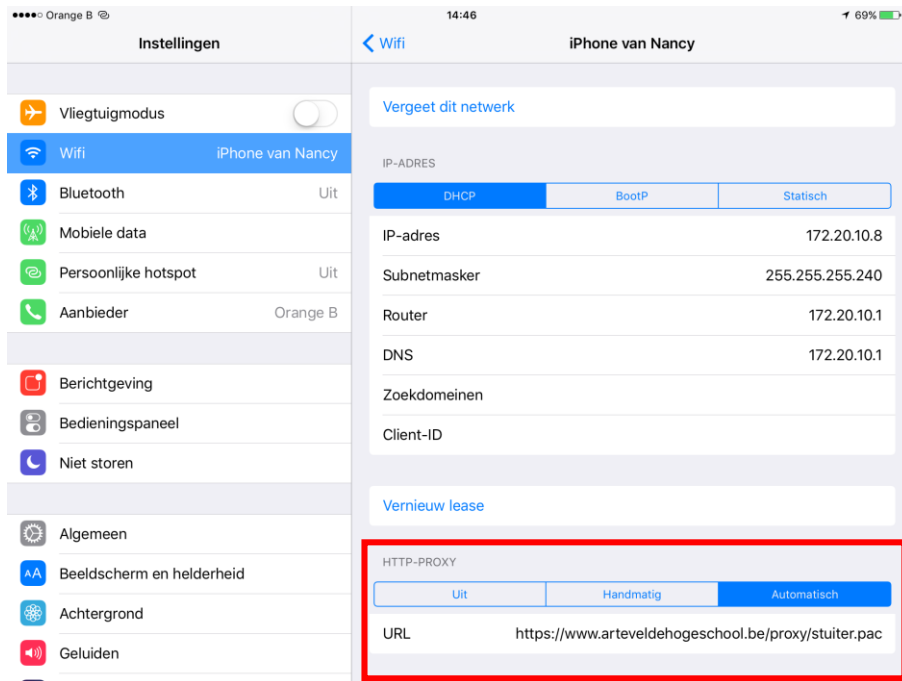 Orange B
14:46
69%
Instellingen
Wifi
iPhone van Nancy
Vliegtuigmodus
Wifi iPhone van Nancy
Bluetooth Uit
Mobiele data
Persoonlijke hotspot Uit
Aanbieder Orange B
Berichtgeving
Bedieningspaneel
Niet storen
Algemeen
AA Beeldscherm en helderheid
Achtergrond
Geluiden
Vergeet dit netwerk
IP-ADRES
DHCP BootP Statisch
IP-adres 172.20.10.8
Subnetmasker 255.255.255.240
Router 172.20.10.1
DNS 172.20.10.1
Zoekdomeinen
Client-ID
Vernieuw lease
HTTP-PROXY
Uit Handmatig Automatisch
URL https://www.arteveldehogeschool.be/proxy/stuiter.pac